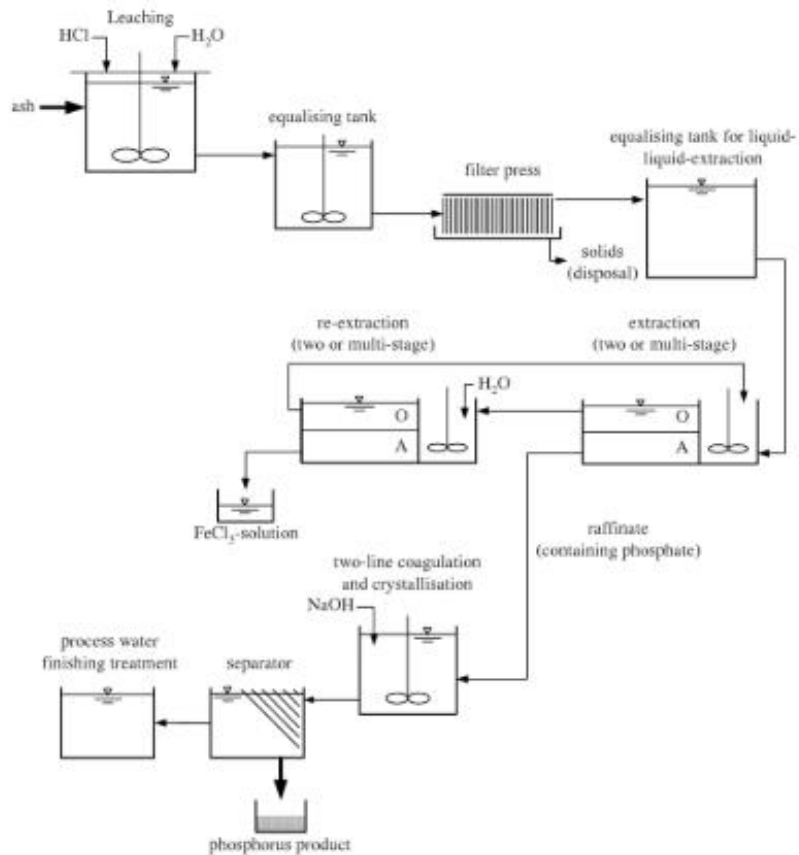 Leaching
HCl
H₂O
ash
equalising tank
filter press
equalising tank for liquid-
liquid-extraction
solids
(disposal)
re-extraction
(two or multi-stage)
extraction
(two or multi-stage)
H₂O
O
A
O
A
FeCl₃-solution
raffinate
(containing phosphate)
two-line coagulation
and crystallisation
NaOH
process water
finishing treatment
separator
phosphorus product